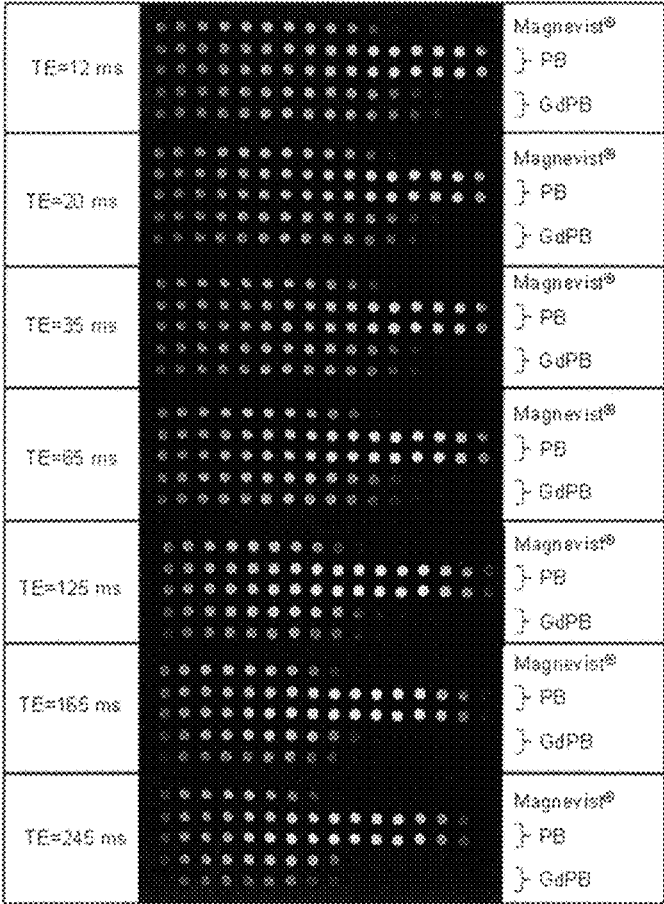 TE=12 ms
Magnevist®
PB
GdPB
TE=20 ms
Magnevist®
PB
GdPB
TE=35 ms
Magnevist®
PB
GdPB
TE=65 ms
Magnevist®
PB
GdPB
TE=125 ms
Magnevist®
PB
GdPB
TE=165 ms
Magnevist®
PB
GdPB
TE=245 ms
Magnevist®
PB
GdPB